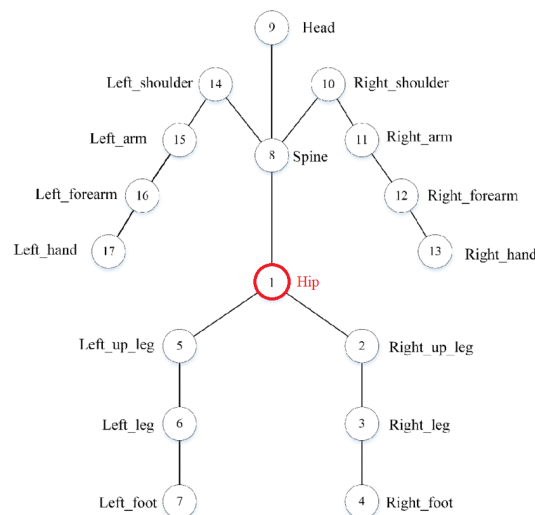 9 Head
Left_shoulder 14 10 Right_shoulder
Left_arm 15 11 Right_arm
8 Spine
Left_forearm 16 12 Right_forearm
Left_hand 17 13 Right_hand
1 Hip
Left_up_leg 5 2 Right_up_leg
Left_leg 6 3 Right_leg
Left_foot 7 4 Right_foot